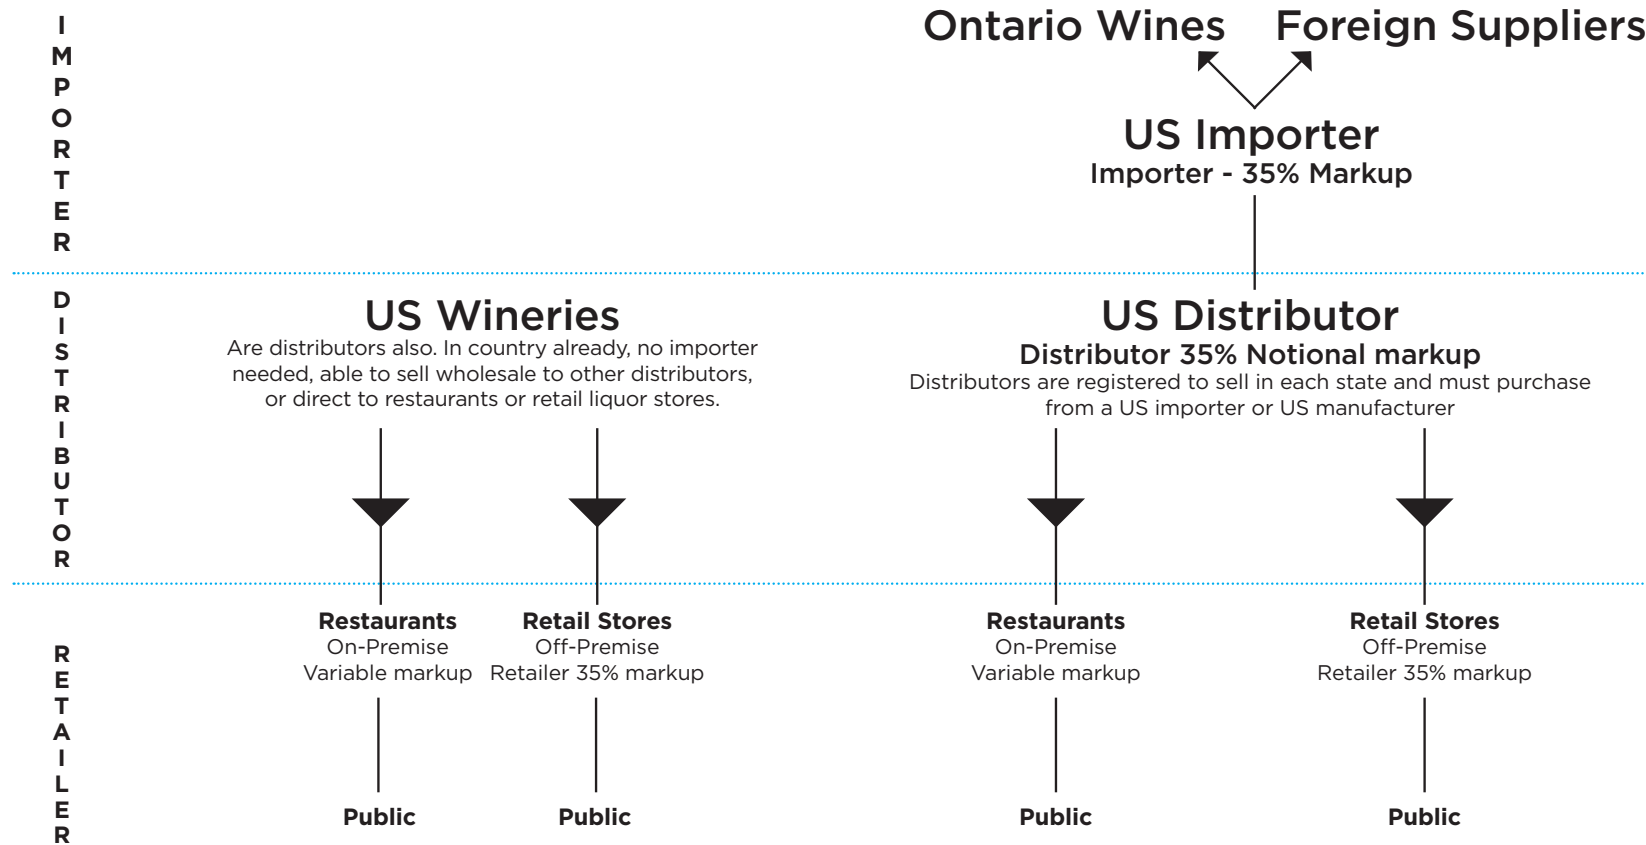 IMPORTER
Ontario Wines
Foreign Suppliers
US Importer
Importer - 35% Markup
DISTRIBUTOR
US Wineries
Are distributors also. In country already, no importer
needed, able to sell wholesale to other distributors,
or direct to restaurants or retail liquor stores.
US Distributor
Distributor 35% Notional markup
Distributors are registered to sell in each state and must purchase
from a US importer or US manufacturer
RETAILER
Restaurants
On-Premise
Variable markup
Retail Stores
Off-Premise
Retailer 35% markup
Restaurants
On-Premise
Variable markup
Retail Stores
Off-Premise
Retailer 35% markup
Public
Public
Public
Public